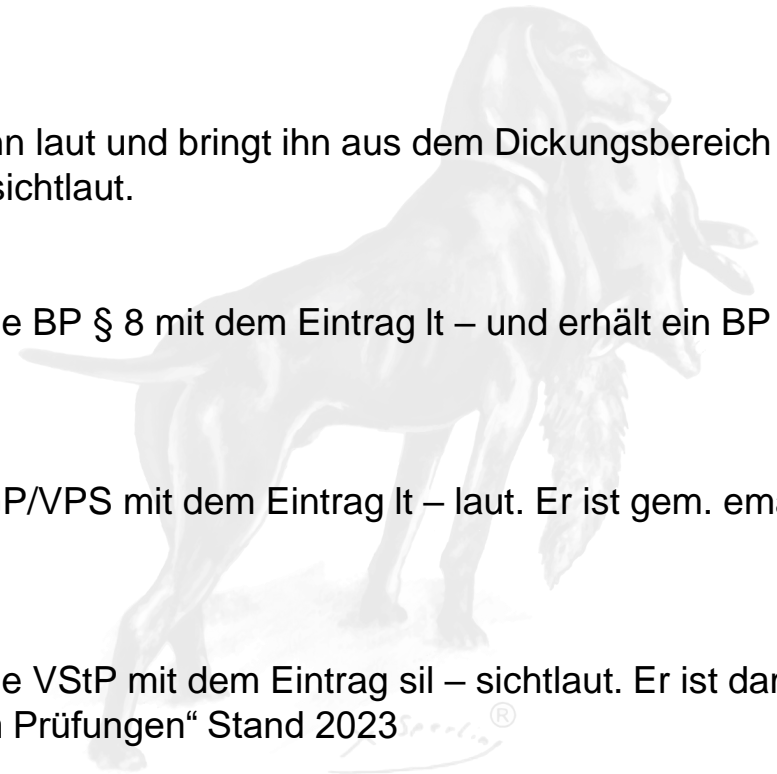 nn laut und bringt ihn aus dem Dickungsbereich
sichtlaut.
e BP § 8 mit dem Eintrag lt – und erhält ein BP
P/VPS mit dem Eintrag lt – laut. Er ist gem. ema
e VStP mit dem Eintrag sil – sichtlaut. Er ist dar
n Prüfungen“ Stand 2023
®